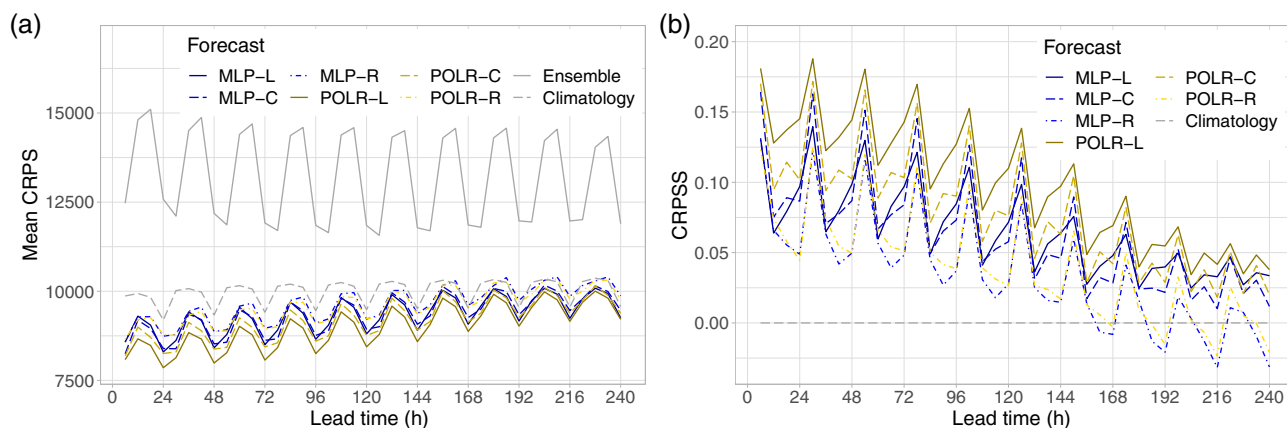 (a)
Mean CRPS
15000
12500
10000
7500
Forecast
MLP−L MLP−R POLR−C Ensemble
MLP−C POLR−L POLR−R Climatology
0 24 48 72 96 120 144 168 192 216 240
Lead time (h)
(b)
CRPSS
0.20
0.15
0.10
0.05
0.00
Forecast
MLP−L POLR−C
MLP−C POLR−R
MLP−R Climatology
POLR−L
0 24 48 72 96 120 144 168 192 216 240
Lead time (h)